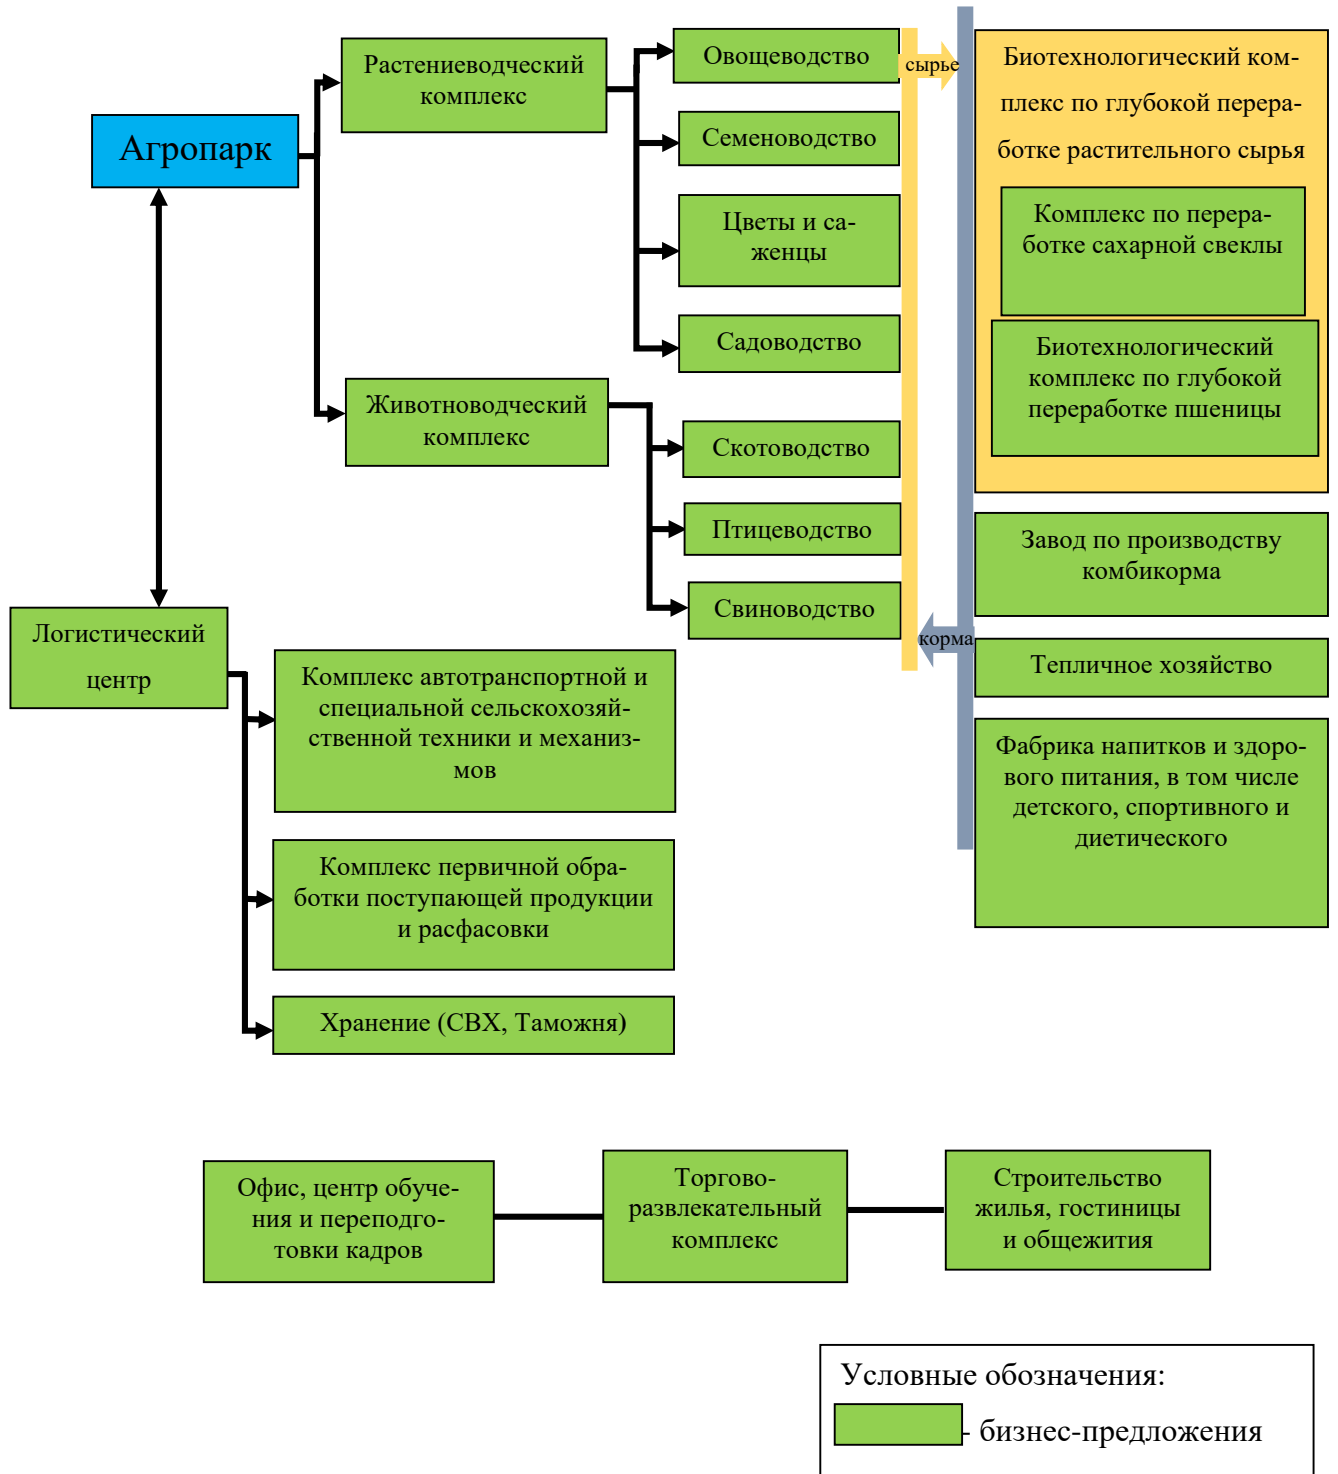 Агропарк
Растениеводческий
комплекс
Овощеводство
Семеноводство
Цветы и са-
женцы
Садоводство
Животноводческий
комплекс
Скотоводство
Птицеводство
Свиноводство
сырье
корма
Биотехнологический ком-
плекс по глубокой перера-
ботке растительного сырья
Комплекс по перера-
ботке сахарной свеклы
Биотехнологический
комплекс по глубокой
переработке пшеницы
Завод по производству
комбикорма
Тепличное хозяйство
Фабрика напитков и здоро-
вого питания, в том числе
детского, спортивного и
диетического
Логистический
центр
Комплекс автотранспортной и
специальной сельскохозяй-
ственной техники и механиз-
мов
Комплекс первичной обра-
ботки поступающей продукции
и расфасовки
Хранение (СВХ, Таможня)
Офис, центр обуче-
ния и переподго-
товки кадров
Торгово-
развлекательный
комплекс
Строительство
жилья, гостиницы
и общежития
Условные обозначения:
- бизнес-предложения